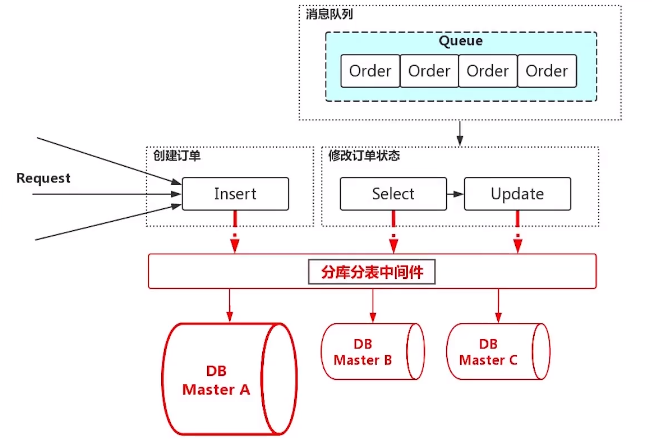 消息队列
Queue
Order Order Order Order
创建订单
修改订单状态
Request
Insert
Select
Update
分库分表中间件
DB
Master A
DB
Master B
DB
Master C